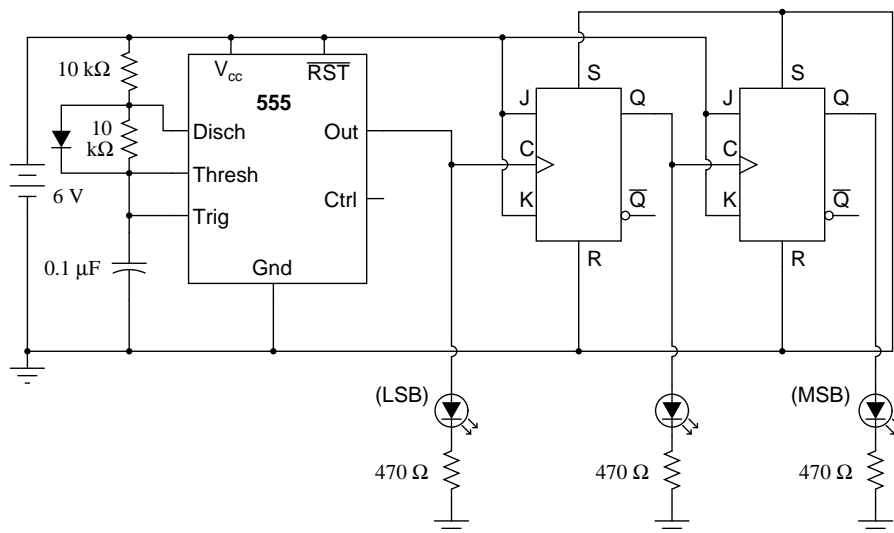 S S
10 kΩ
V cc
RST
555
J Q J Q
Disch Out
10 kΩ
C C
Thresh
6 V
Ctrl
K Q K Q
Trig
R R
0.1 µF
Gnd
(LSB) (MSB)
470 Ω 470 Ω 470 Ω